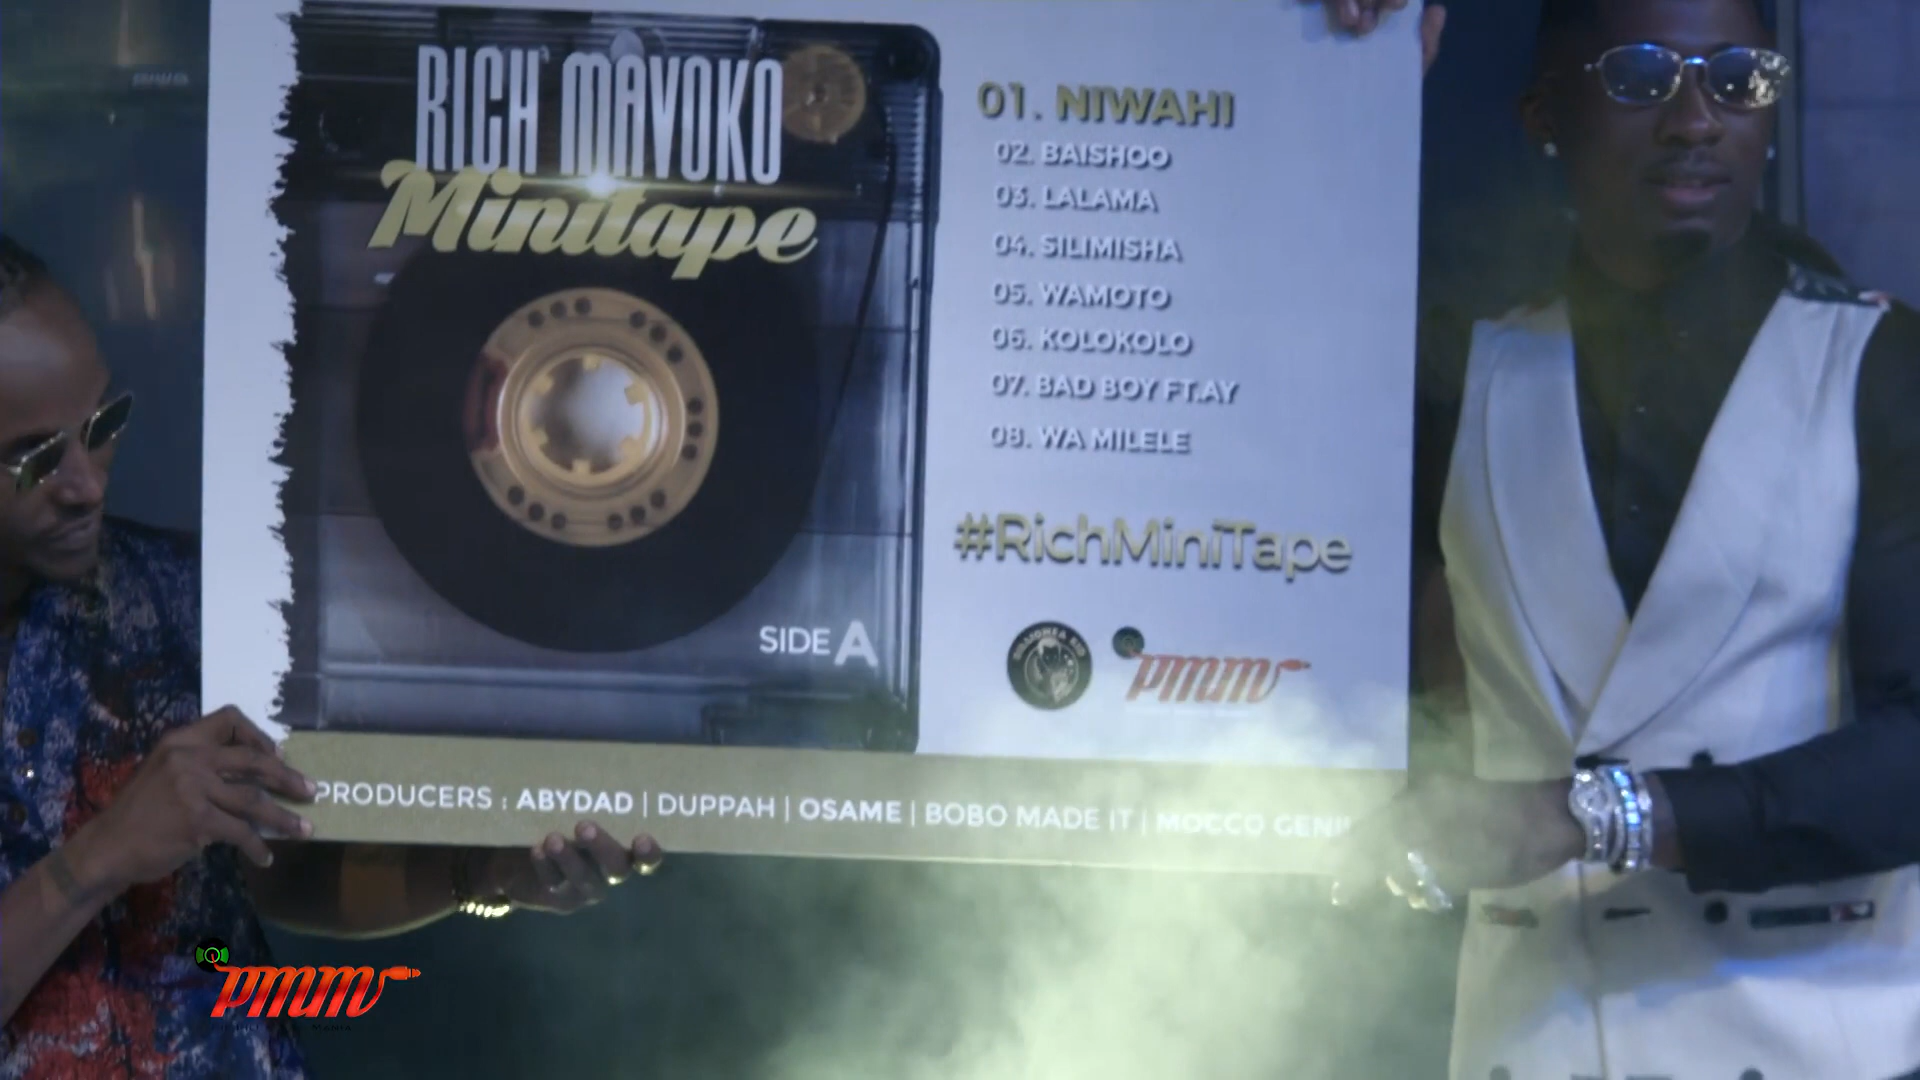 RICH MAVOKO
Minitape
SIDE A
01. NIWAHI
02. BAISHOO
03. LALAMA
04. SILIMISHA
05. WAMOTO
06. KOLOKOLO
07. BAD BOY FT.AY
08. WA MILELE
#RichMiniTape
pmm
PRODUCERS : ABYDAD | DUPPAH | OSAME | BOBO MADE IT | MOCCO
pmm